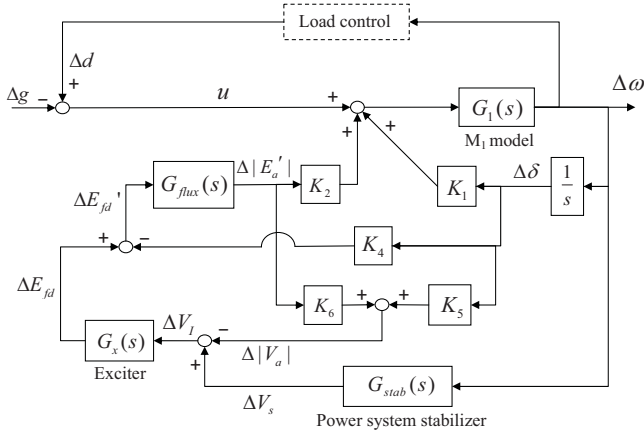 Load control
Δd
+
Δg
−
u
+
+
+
G₁(s)
M₁ model
Δω
ΔE_fd'
G_flux(s)
Δ|E_a'|
K₂
K₁
Δδ
1/s
+
−
K₄
ΔE_fd
K₆
+
+
K₅
G_x(s)
Exciter
ΔV_I
−
+
Δ|V_a|
ΔV_s
G_stab(s)
Power system stabilizer